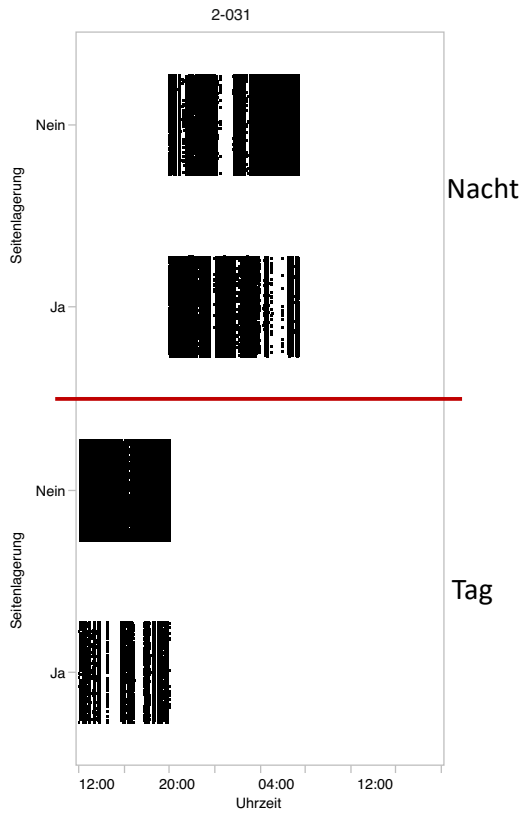 2-031
Nein
Seitenlagerung
Ja
Nacht
Nein
Seitenlagerung
Ja
Tag
12:00 20:00 04:00 12:00
Uhrzeit